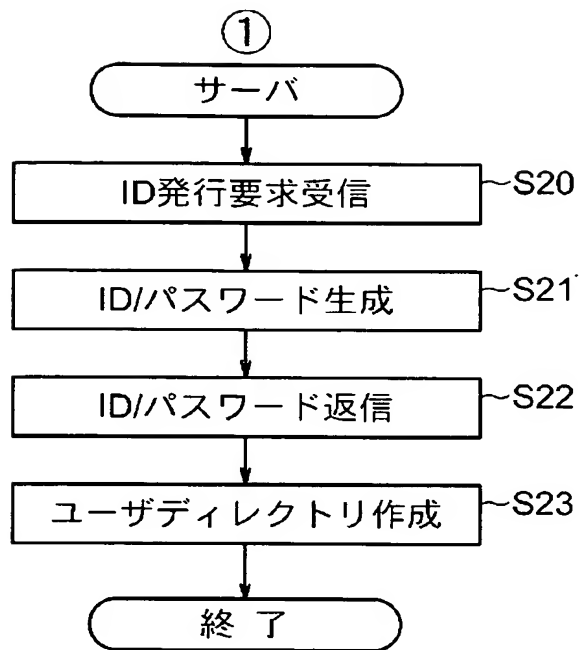 ①
サーバ
ID発行要求受信 ~S20
ID/パスワード生成 ~S21
ID/パスワード返信 ~S22
ユーザディレクトリ作成 ~S23
終 了